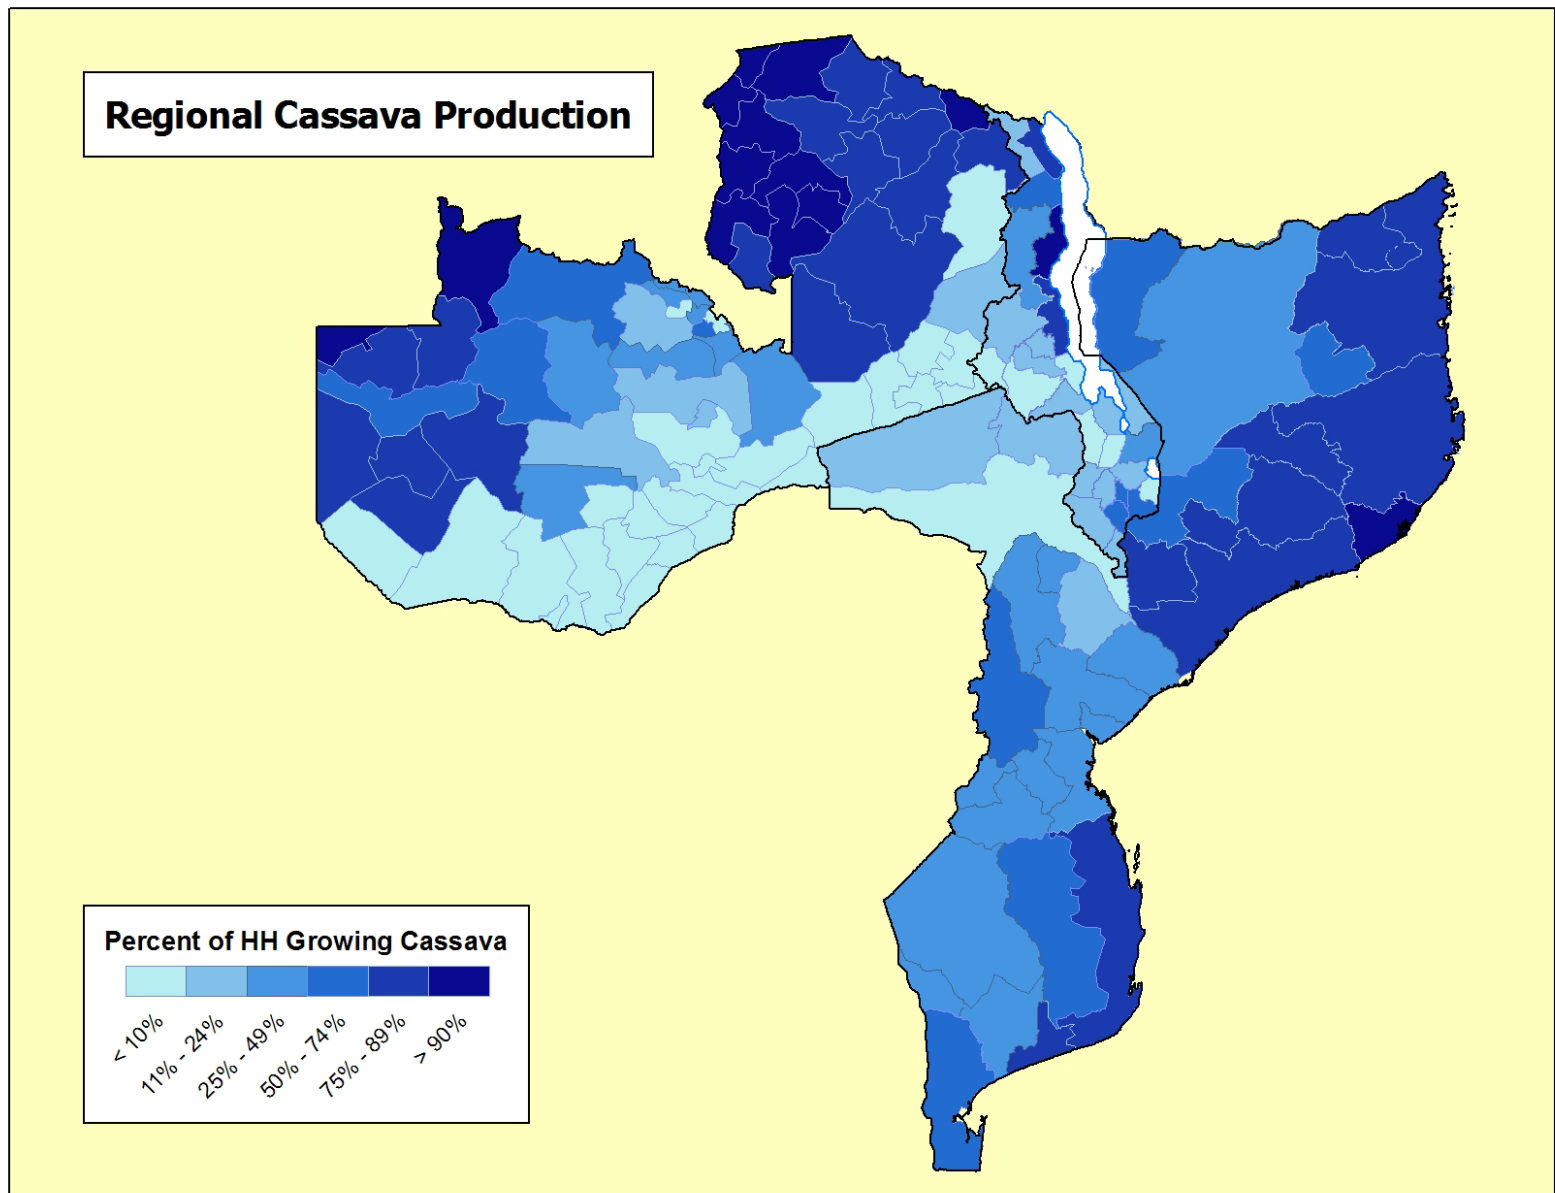 Regional Cassava Production
Percent of HH Growing Cassava
< 10%
11% - 24%
25% - 49%
50% - 74%
75% - 89%
> 90%